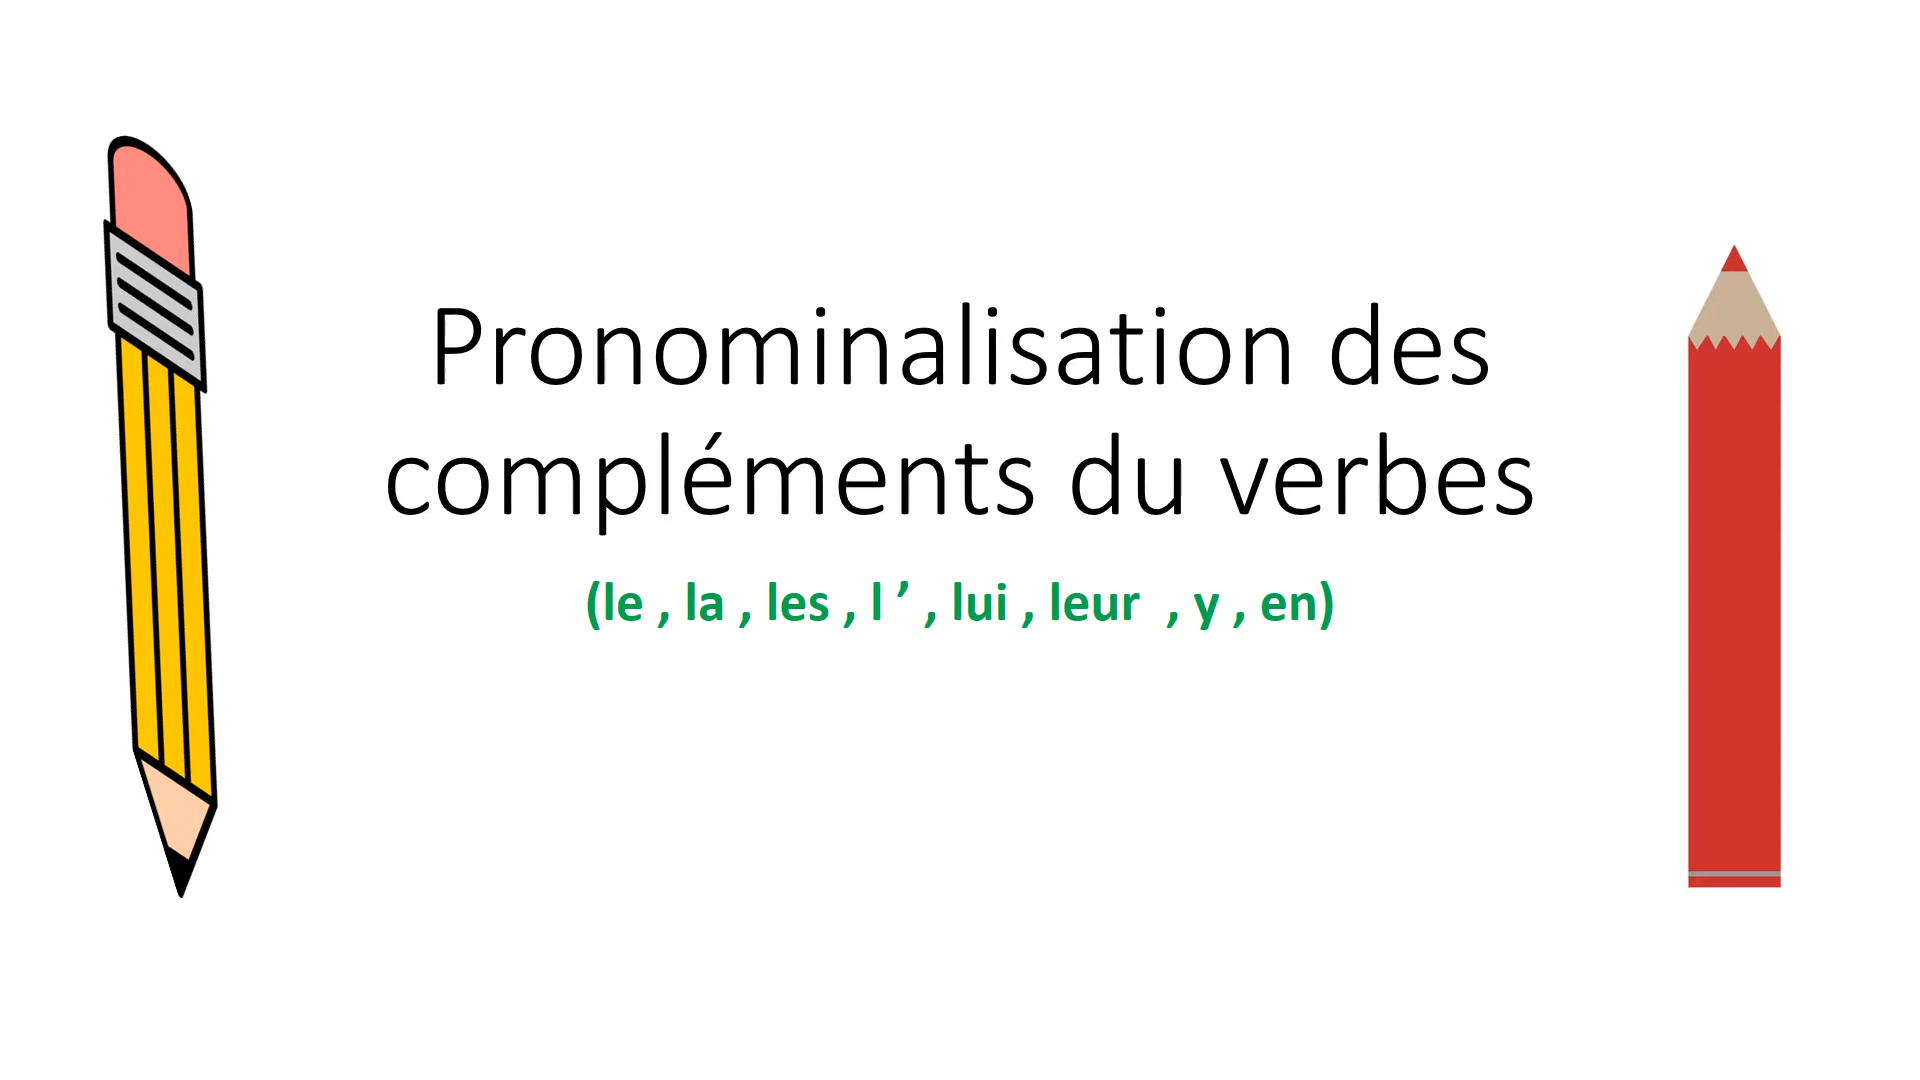 Pronominalisation des
compléments du verbes
(le , la , les , l ’ , lui , leur  , y , en)